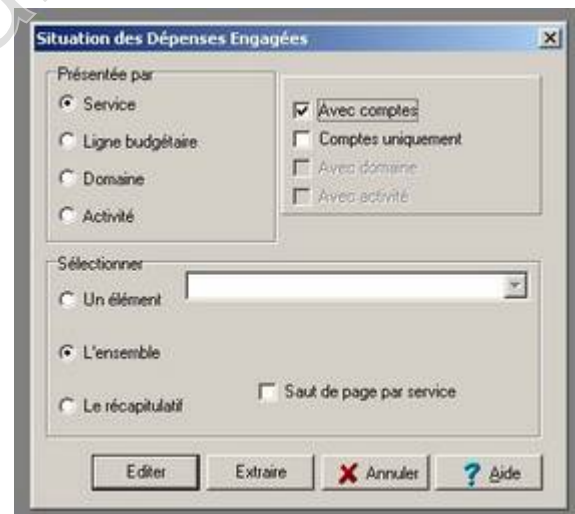 Situation des Dépenses Engagées
Présentée par
Service
Ligne budgétaire
Domaine
Activité
Avec comptes
Comptes uniquement
Avec domaine
Avec activité
Sélectionner
Un élément
L'ensemble
Le récapitulatif
Saut de page par service
Editer
Extraire
Annuler
Aide